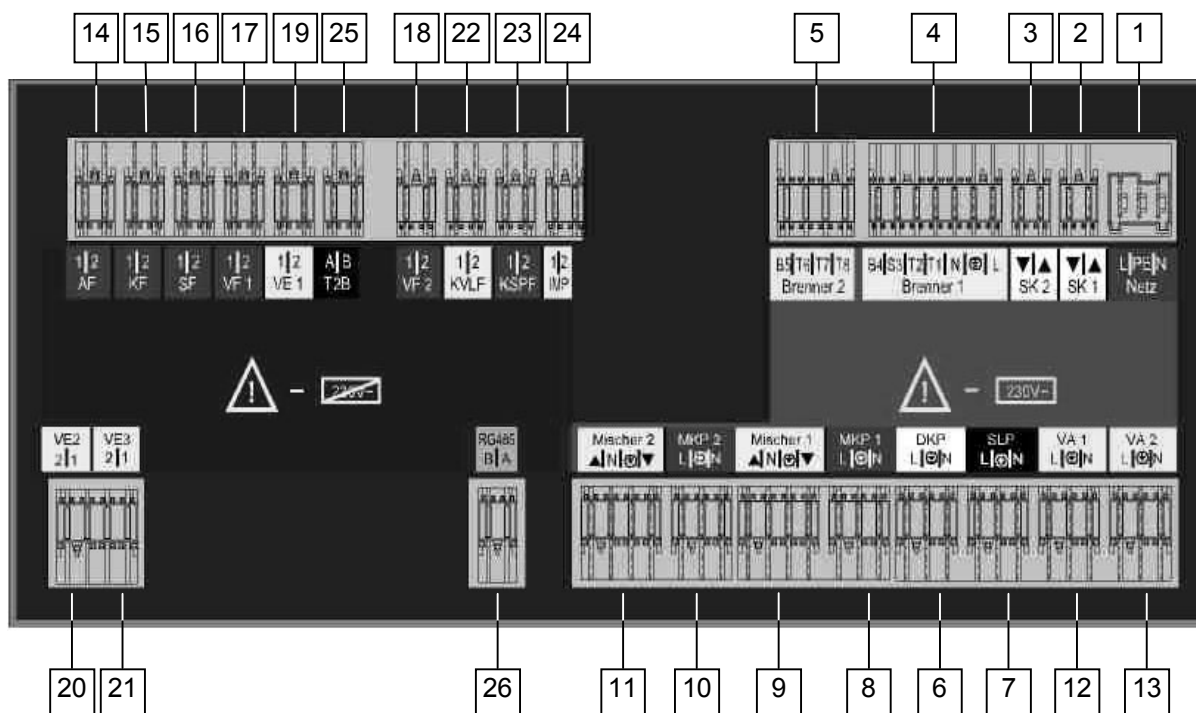 14 15 16 17 19 25 18 22 23 24 5 4 3 2 1
1|2 1|2 1|2 1|2 1|2 A|B 1|2 1|2 1|2 1|2 B5|T6|T7|T8 B4|S3|T2|T1|N|⏚|L ▼|▲ ▼|▲ L|PE|N
AF KF SF VF 1 VE 1 T2B VF 2 KVLF KSPF IMP Brenner 2 Brenner 1 SK 2 SK 1 Netz
! - 230V~ ! - 230V~
VE2 VE3 RG485 Mischer 2 MKP 2 Mischer 1 MKP 1 DKP SLP VA 1 VA 2
2|1 2|1 B|A ▲|N|⏚|▼ L|⏚|N ▲|N|⏚|▼ L|⏚|N L|⏚|N L|⏚|N L|⏚|N L|⏚|N
20 21 26 11 10 9 8 6 7 12 13